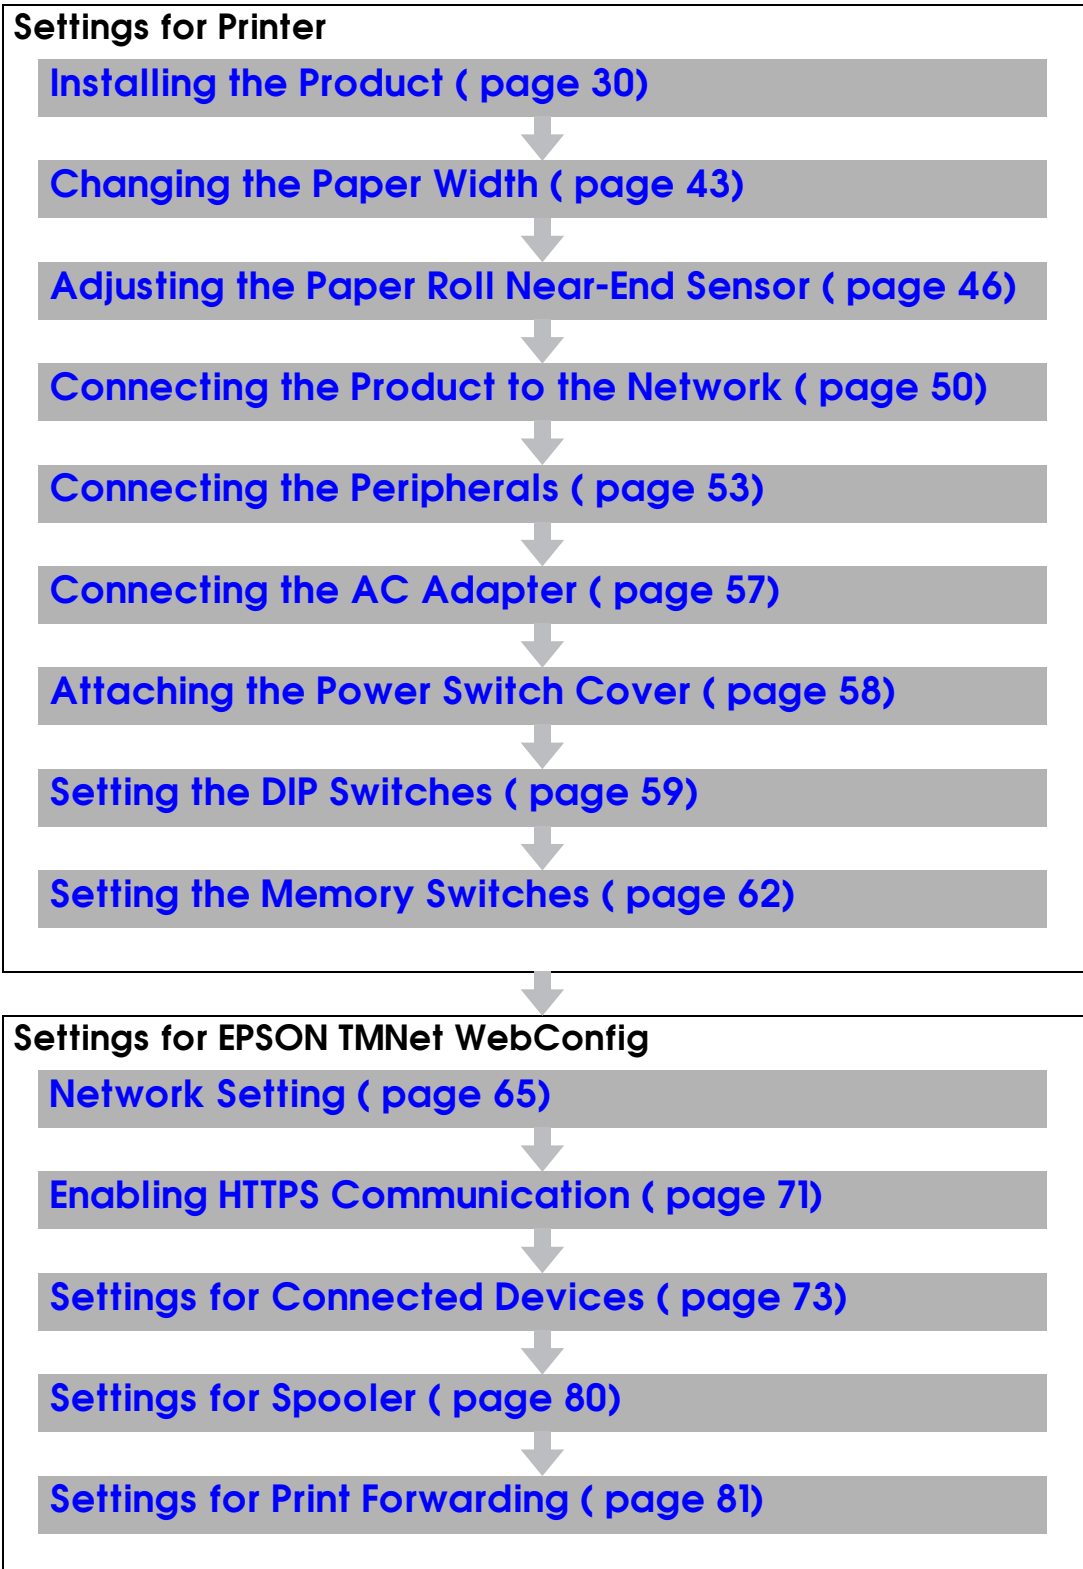 Settings for Printer
Installing the Product ( page 30)
Changing the Paper Width ( page 43)
Adjusting the Paper Roll Near-End Sensor ( page 46)
Connecting the Product to the Network ( page 50)
Connecting the Peripherals ( page 53)
Connecting the AC Adapter ( page 57)
Attaching the Power Switch Cover ( page 58)
Setting the DIP Switches ( page 59)
Setting the Memory Switches ( page 62)
Settings for EPSON TMNet WebConfig
Network Setting ( page 65)
Enabling HTTPS Communication ( page 71)
Settings for Connected Devices ( page 73)
Settings for Spooler ( page 80)
Settings for Print Forwarding ( page 81)